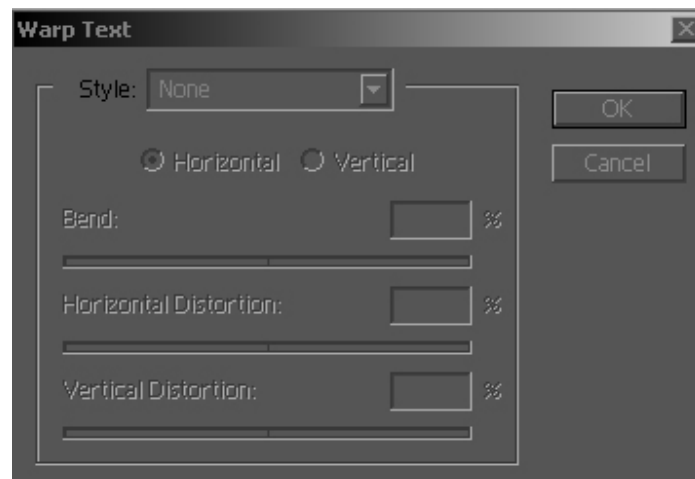 Warp Text
Style: None
OK
Horizontal Vertical
Cancel
Bend: %
Horizontal Distortion: %
Vertical Distortion: %